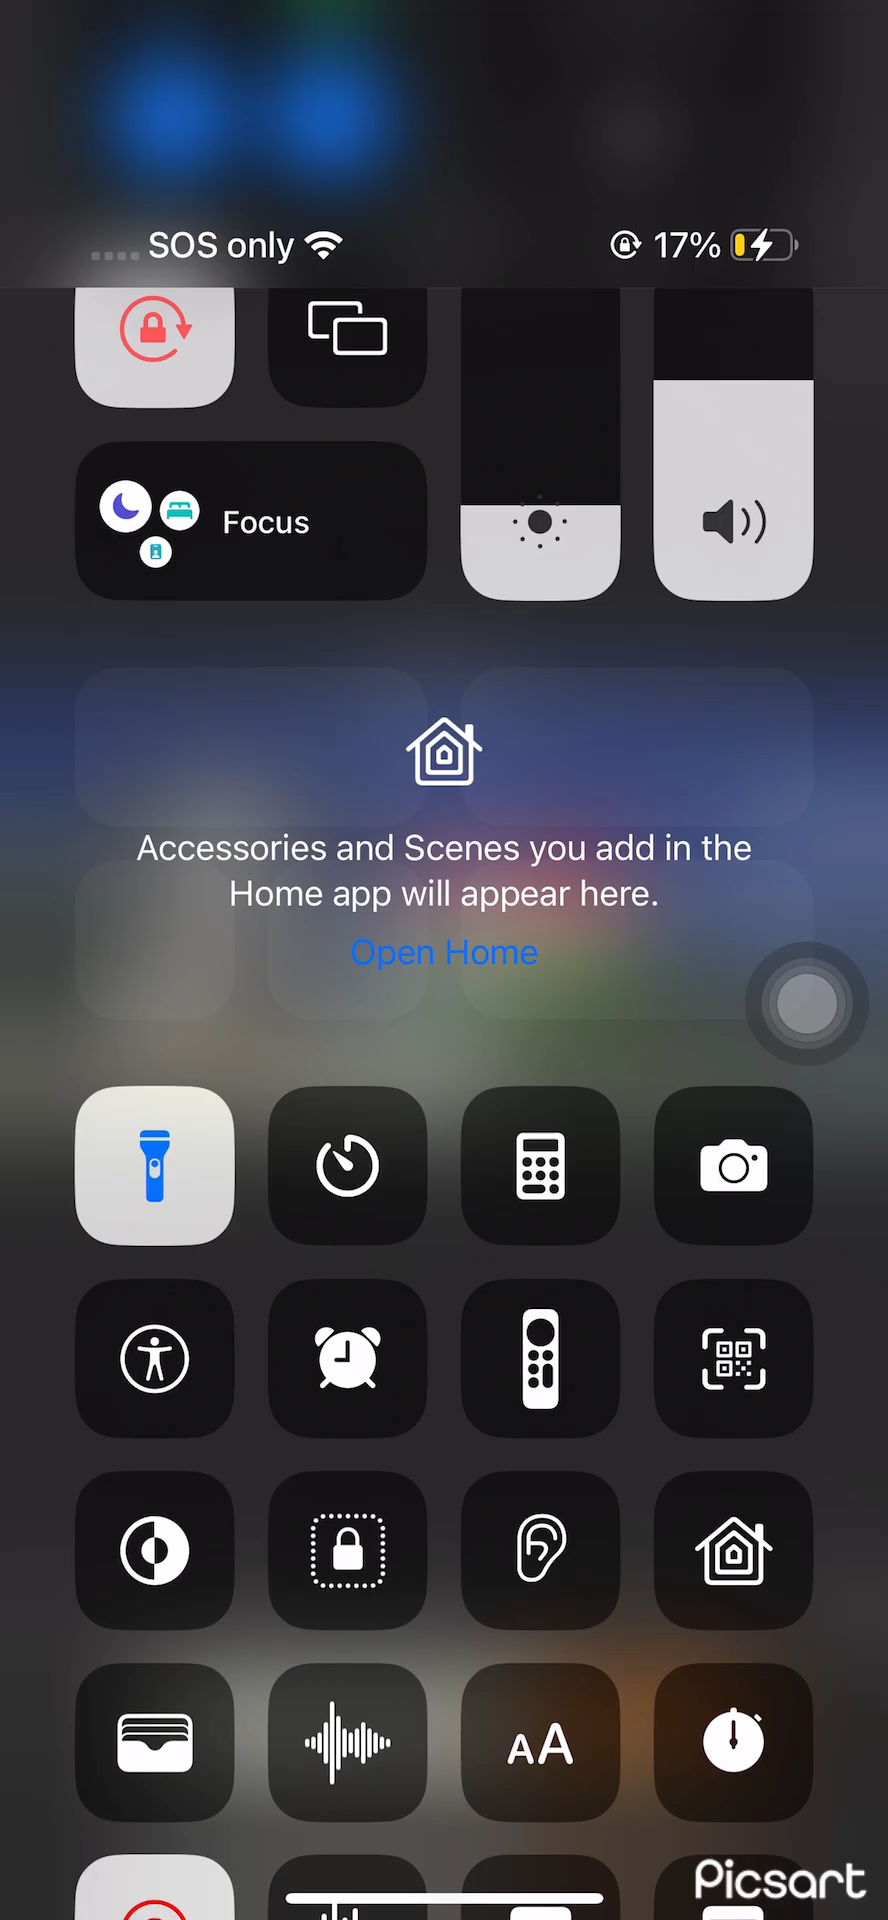 SOS only
17%
Focus
Accessories and Scenes you add in the
Home app will appear here.
Open Home
AA
Picsart